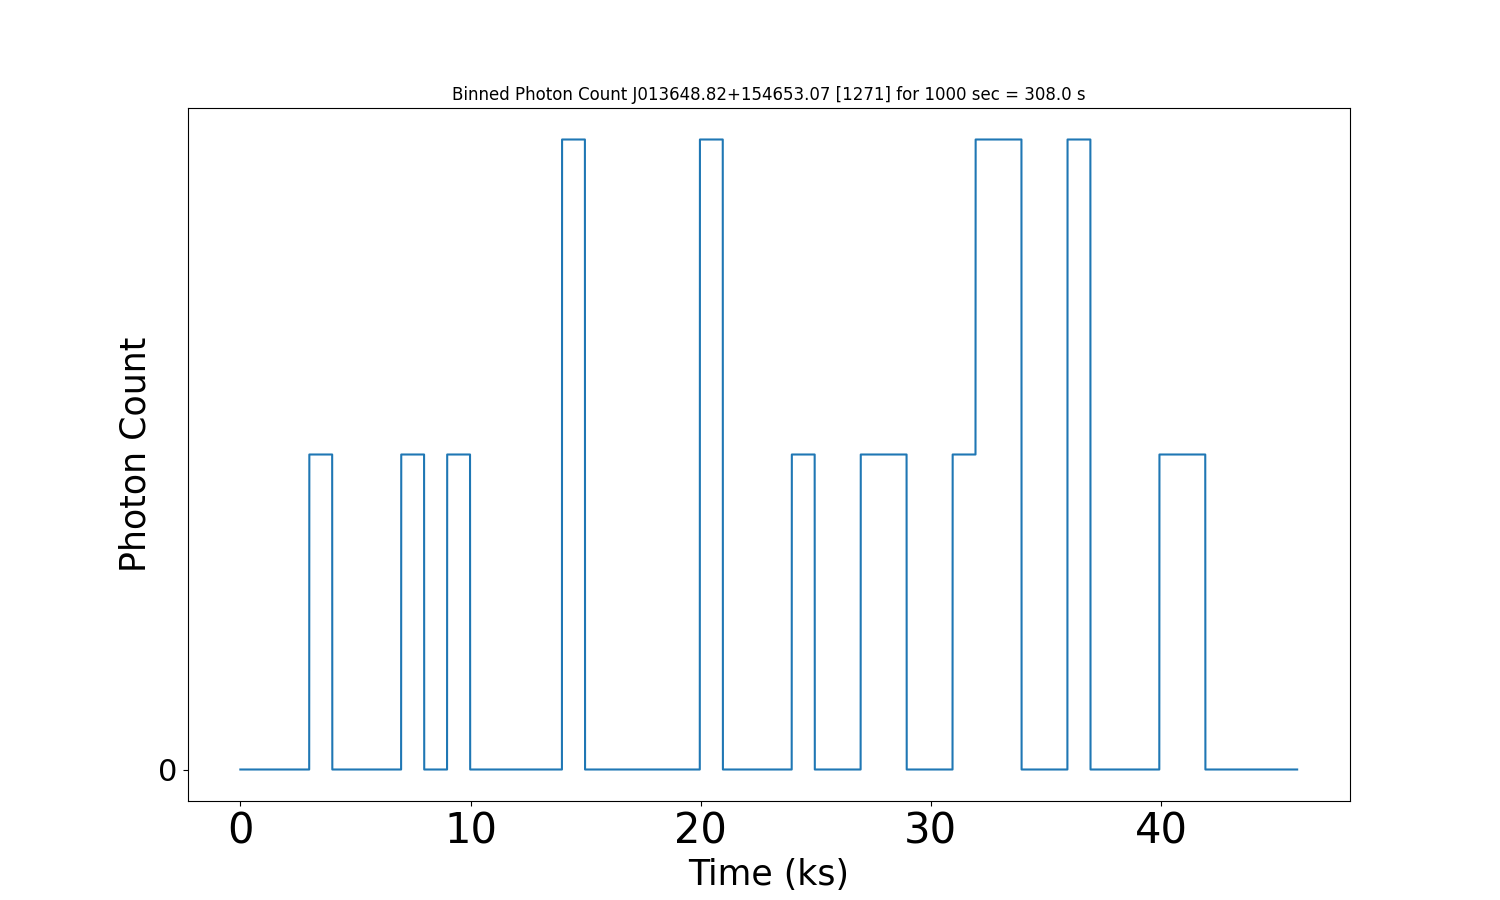 Binned Photon Count J013648.82+154653.07 [1271] for 1000 sec = 308.0 s
Photon Count
0
0 10 20 30 40
Time (ks)